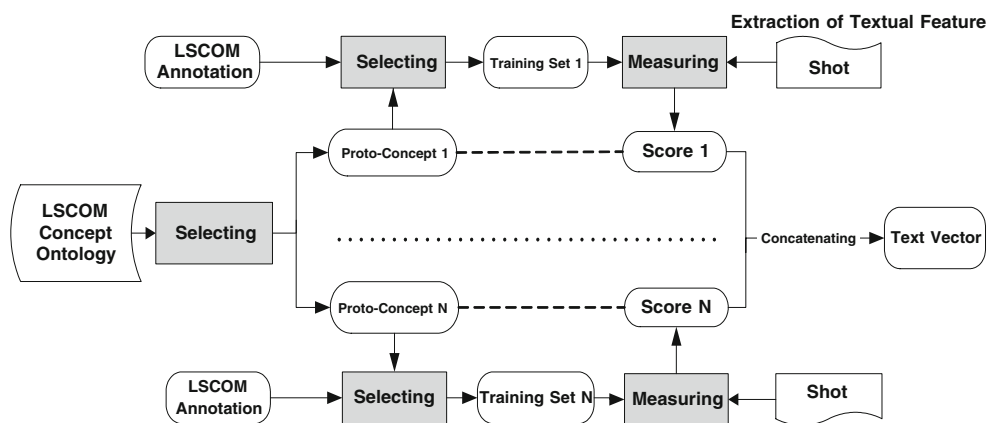 Extraction of Textual Feature
LSCOM
Annotation
Selecting
Training Set 1
Measuring
Shot
Proto-Concept 1
Score 1
LSCOM
Concept
Ontology
Selecting
Concatenating
Text Vector
Proto-Concept N
Score N
LSCOM
Annotation
Selecting
Training Set N
Measuring
Shot